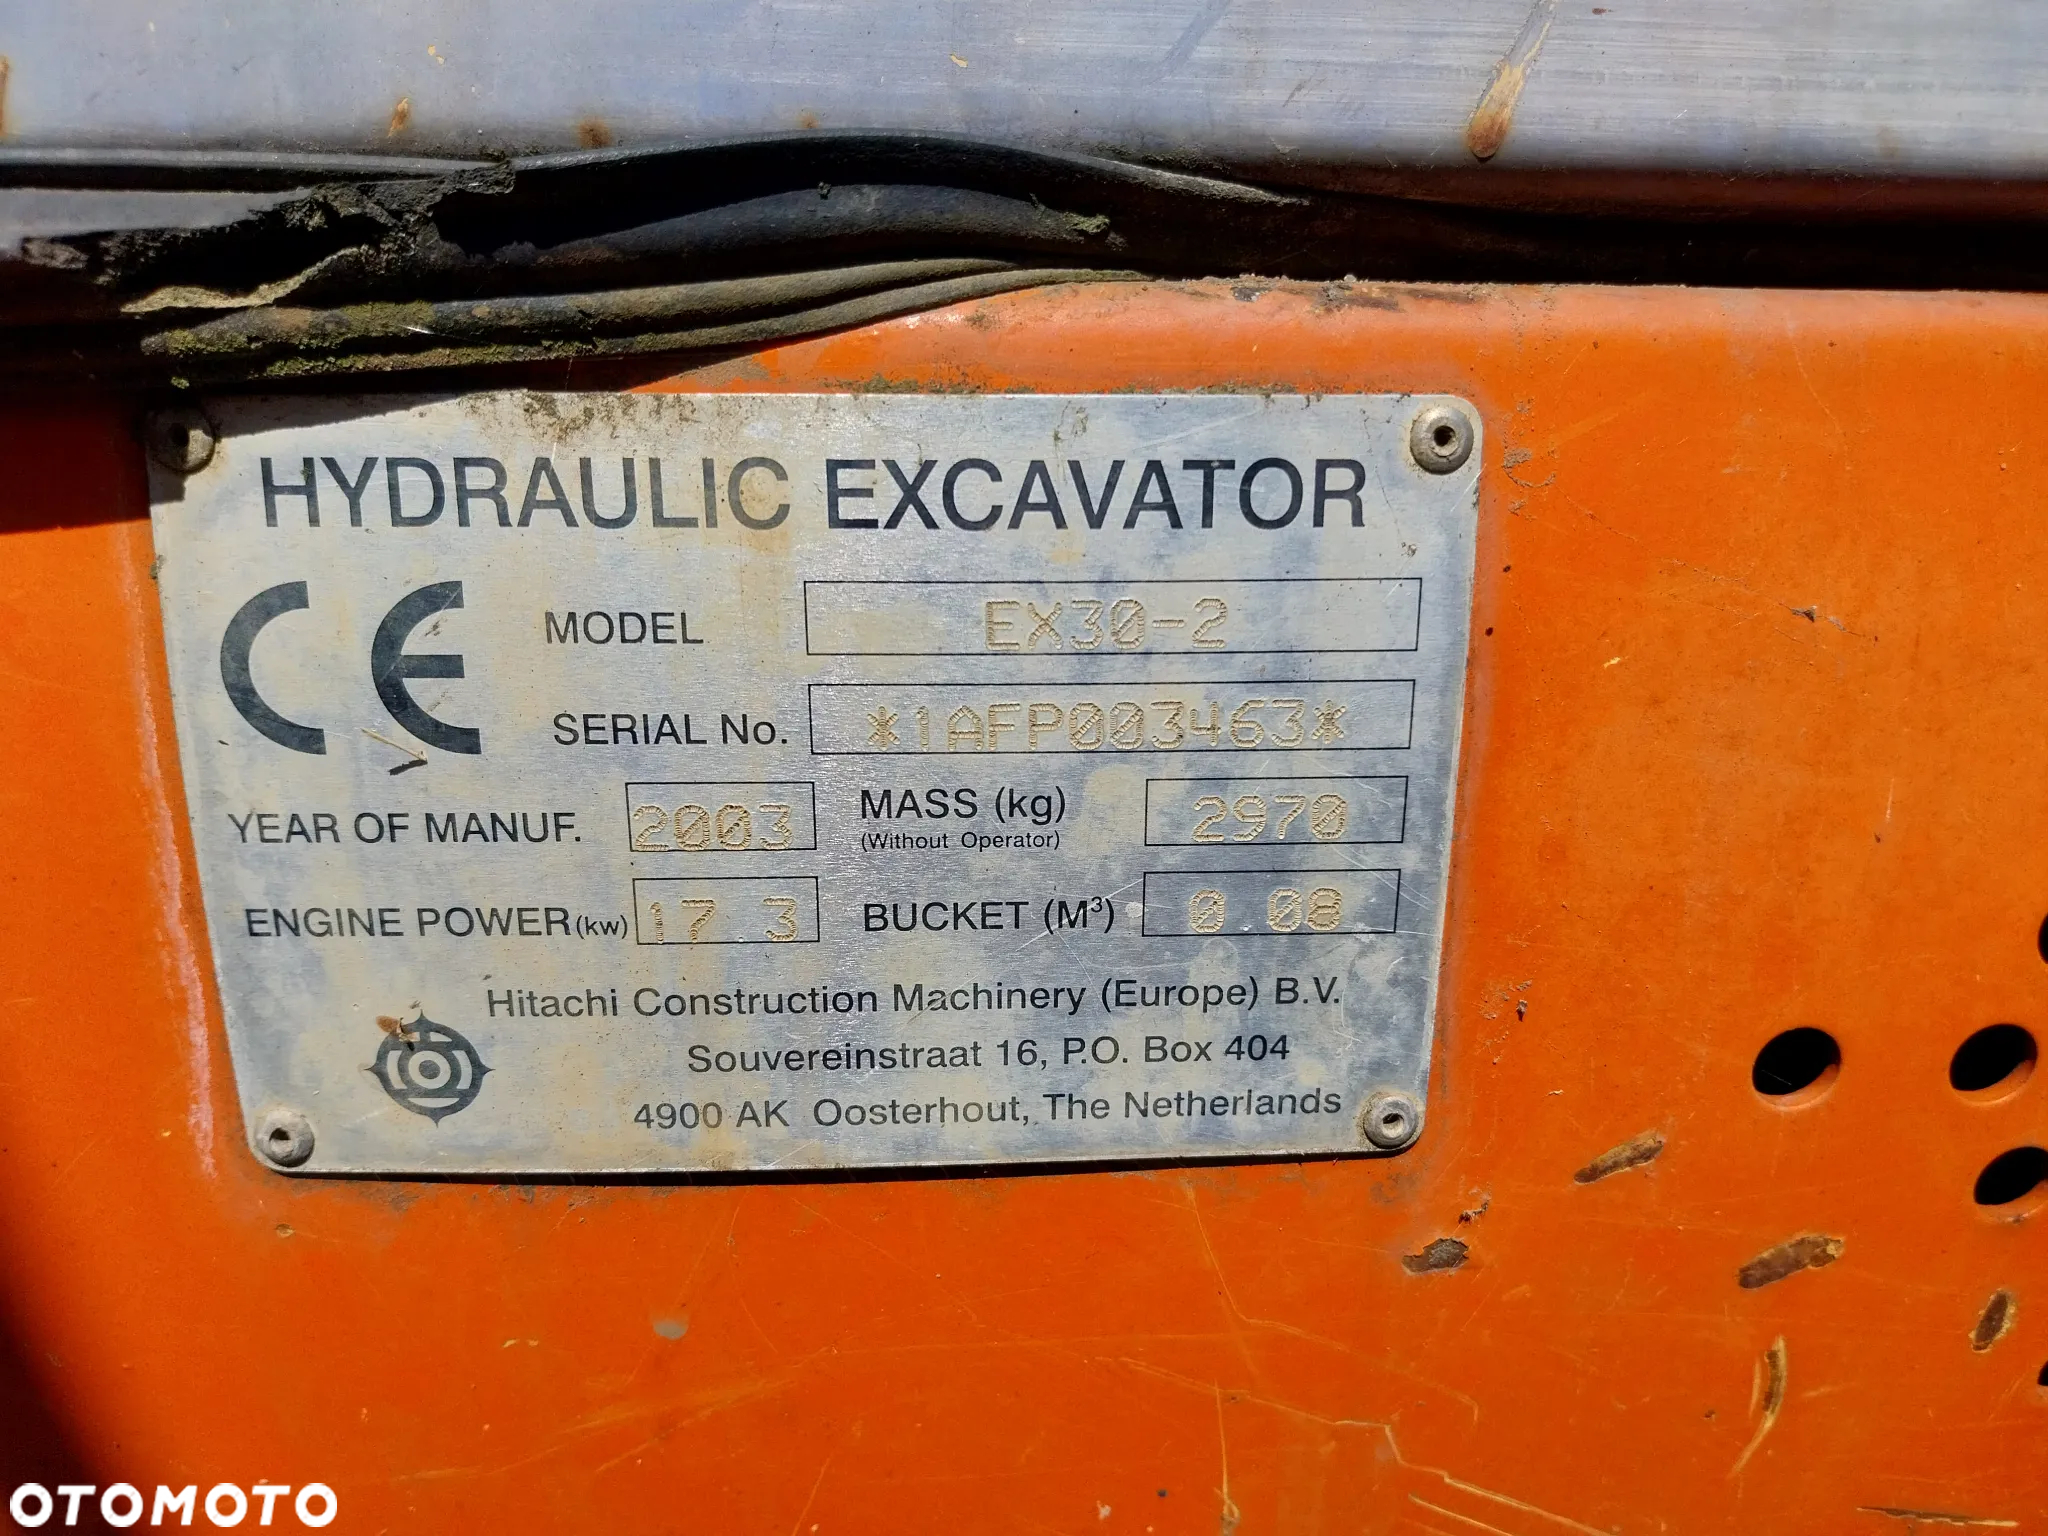 HYDRAULIC EXCAVATOR
CE MODEL EX30-2
SERIAL No. *1AFP003463*
YEAR OF MANUF. 2003 MASS (kg) 2970
(Without Operator)
ENGINE POWER (kw) 17 3 BUCKET (M³) 0 08
Hitachi Construction Machinery (Europe) B.V.
Souvereinstraat 16, P.O. Box 404
4900 AK Oosterhout, The Netherlands
OTOMOTO